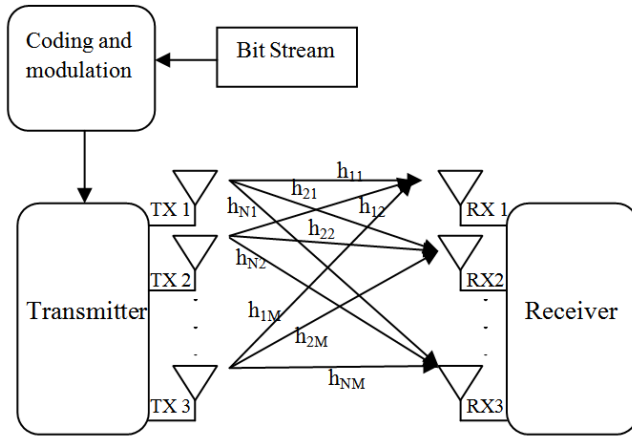 Coding and
modulation
Bit Stream
h11
h21
h12
hN1
h22
hN2
h1M
h2M
hNM
TX 1
TX 2
TX 3
Transmitter
RX 1
RX2
RX3
Receiver